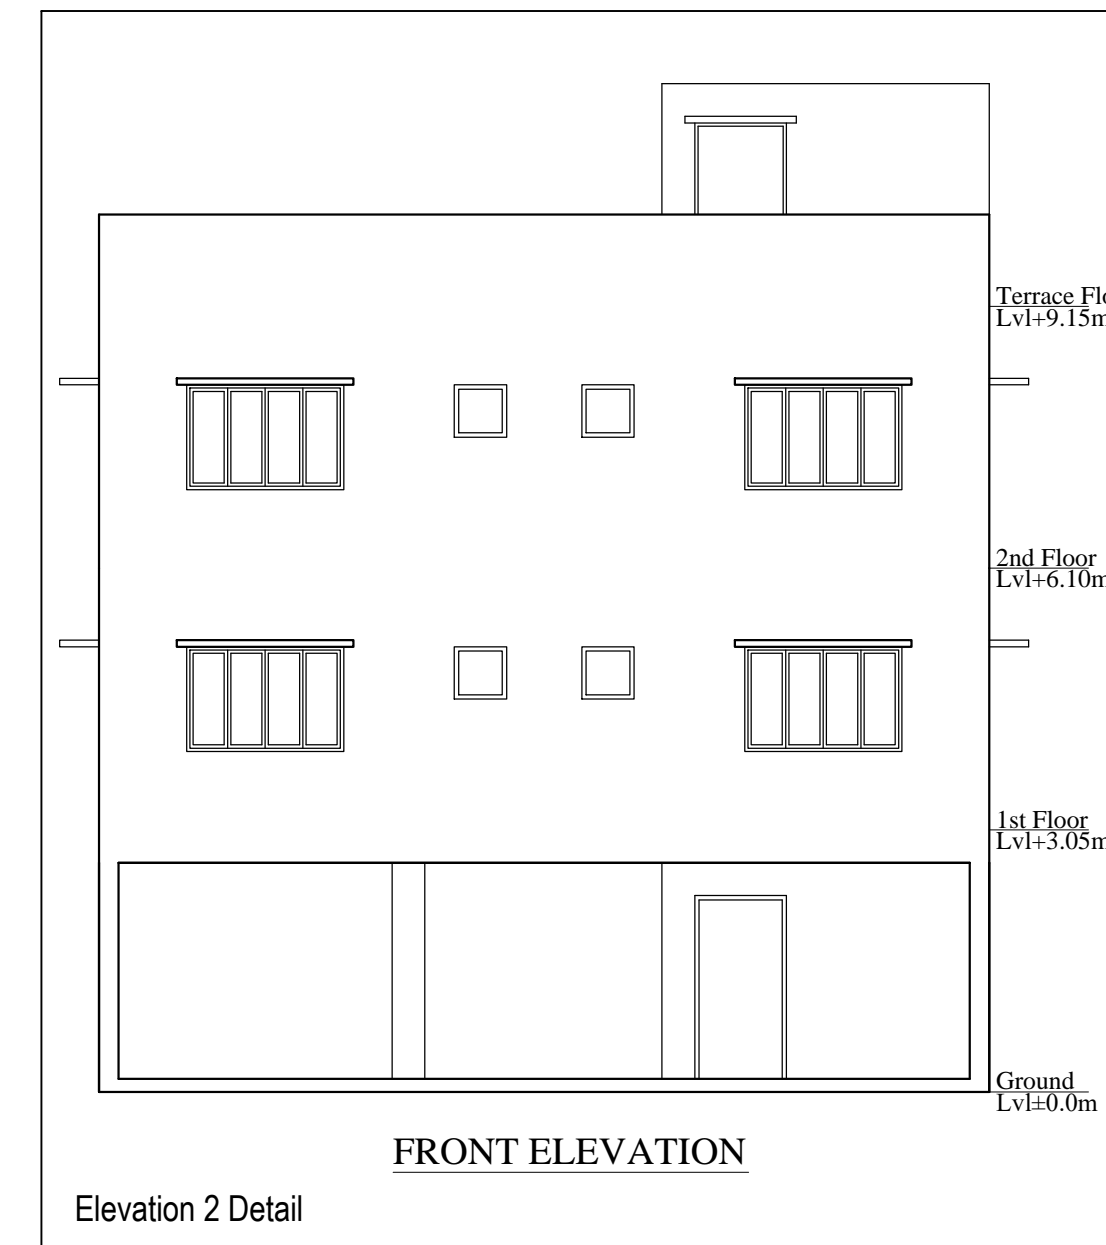 Terrace Flo
Lvl+9.15m
2nd Floor
Lvl+6.10m
1st Floor
Lvl+3.05m
Ground
Lvl±0.0m
FRONT ELEVATION
Elevation 2 Detail